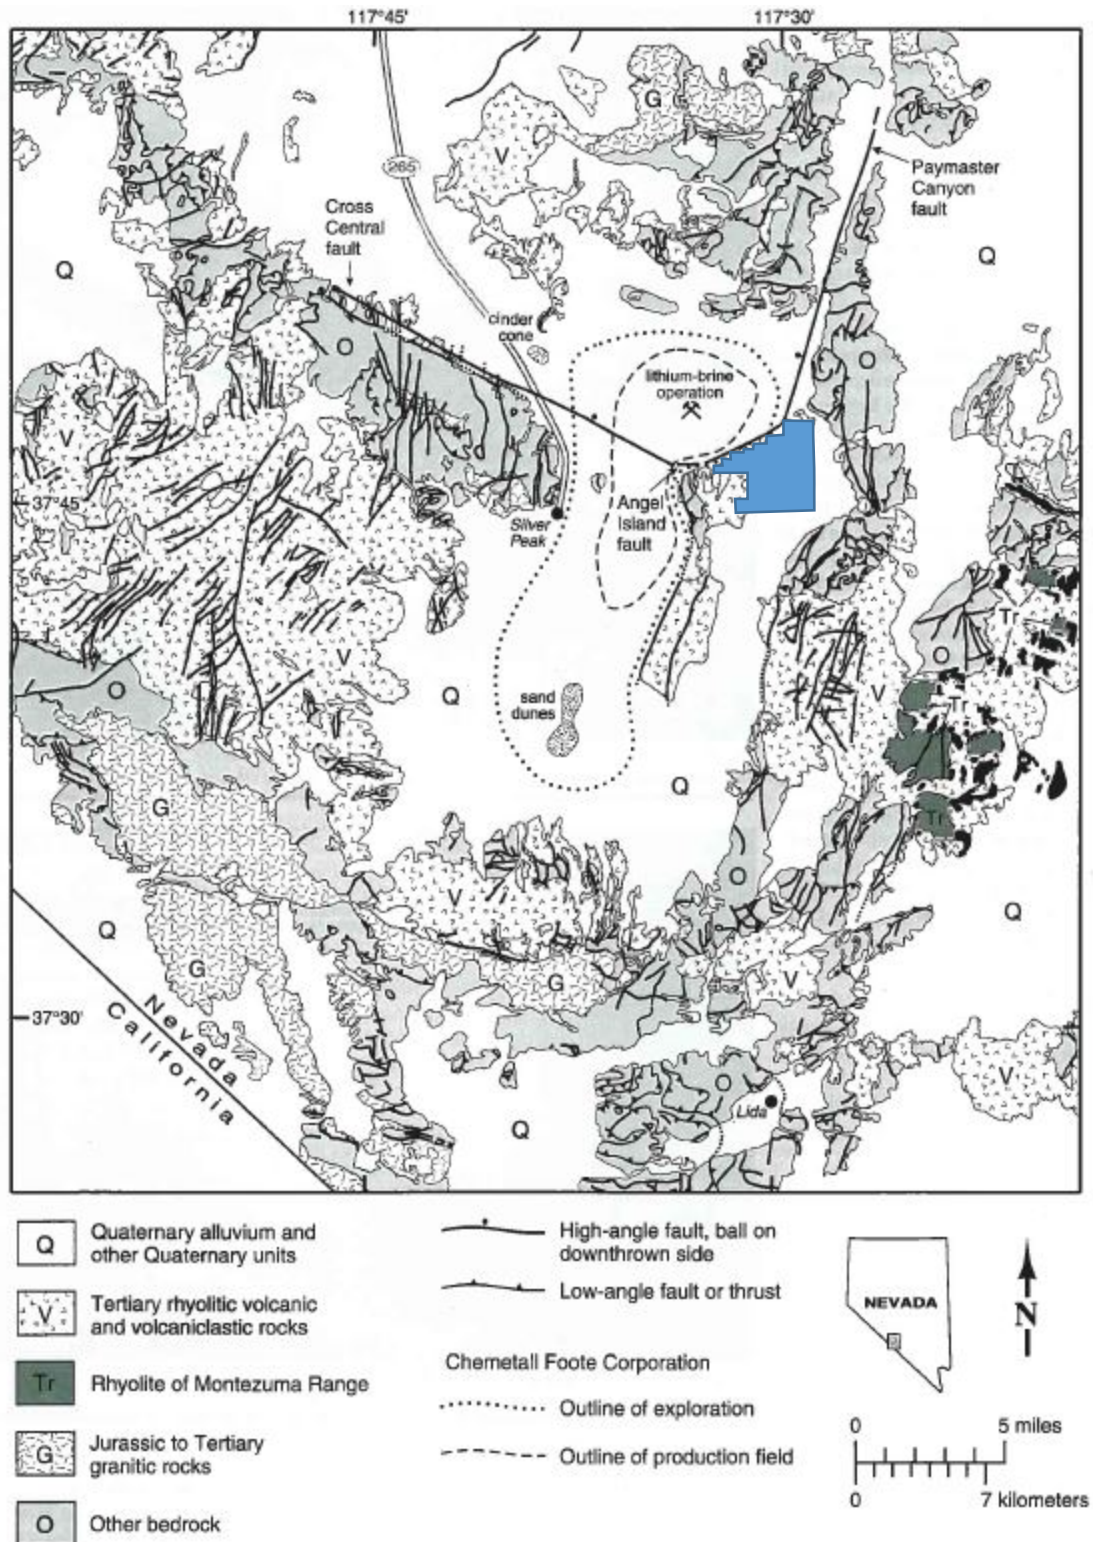 117°45'
117°30'
G
V
265
Paymaster
Canyon
fault
Cross
Central
fault
Q
Q
cinder
cone
O
lithium-brine
operation
O
V
37°45'
Angel
Island
fault
Silver
Peak
Tr
V
O
O
Q
sand
dunes
V
Tr
Q
G
Tr
V
O
Q
Q
G
G
V
Nevada
California
37°30'
V
O
Lida
Q
Q
Quaternary alluvium and
other Quaternary units
V
Tertiary rhyolitic volcanic
and volcaniclastic rocks
Tr
Rhyolite of Montezuma Range
G
Jurassic to Tertiary
granitic rocks
O
Other bedrock
High-angle fault, ball on
downthrown side
Low-angle fault or thrust
Chemetall Foote Corporation
Outline of exploration
Outline of production field
NEVADA
N
0 5 miles
0 7 kilometers